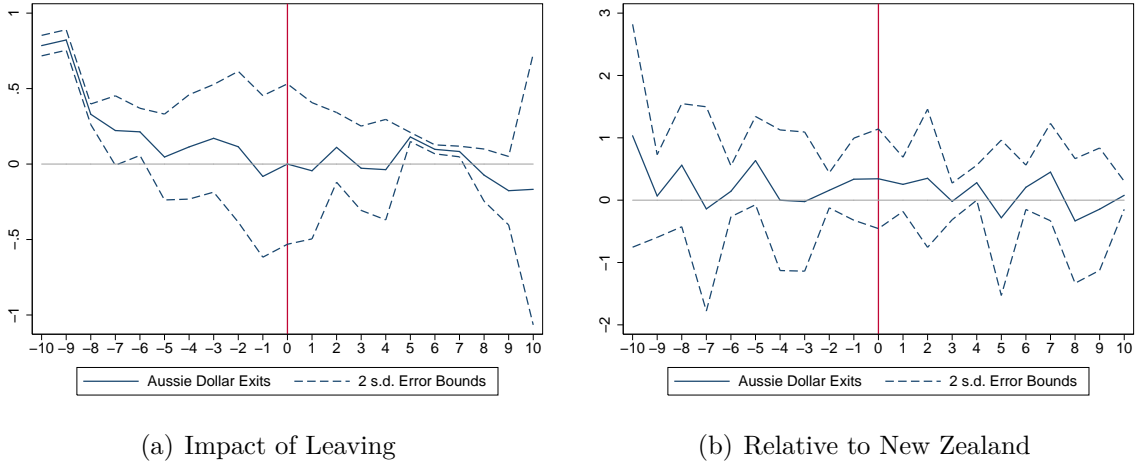 1
.5
0
−.5
−1
−10 −9 −8 −7 −6 −5 −4 −3 −2 −1 0 1 2 3 4 5 6 7 8 9 10
Aussie Dollar Exits 2 s.d. Error Bounds
(a) Impact of Leaving
3
2
1
0
−1
−2
−10 −9 −8 −7 −6 −5 −4 −3 −2 −1 0 1 2 3 4 5 6 7 8 9 10
Aussie Dollar Exits 2 s.d. Error Bounds
(b) Relative to New Zealand